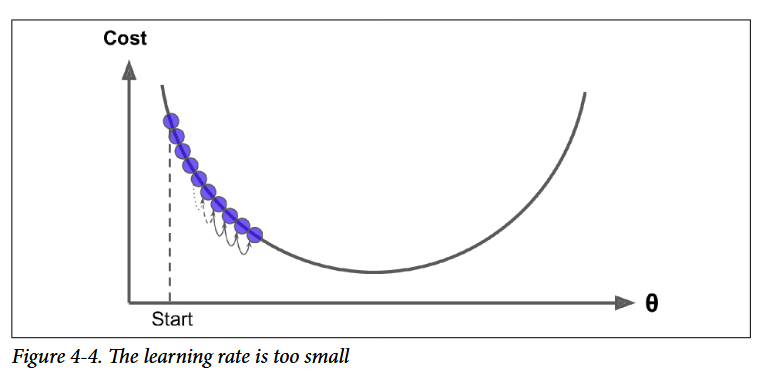 Cost
θ
Start
Figure 4-4. The learning rate is too small